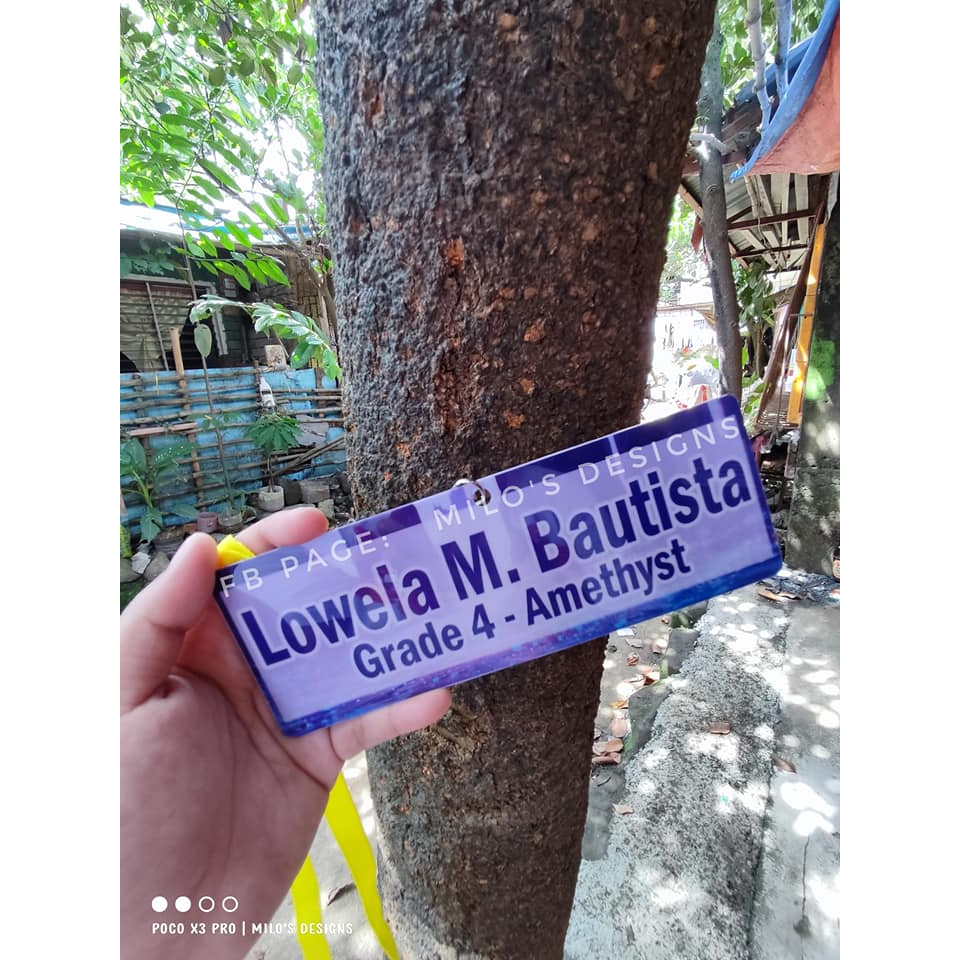 FB PAGE: MILO'S DESIGNS
Lowela M. Bautista
Grade 4 - Amethyst
POCO X3 PRO | MILO'S DESIGNS